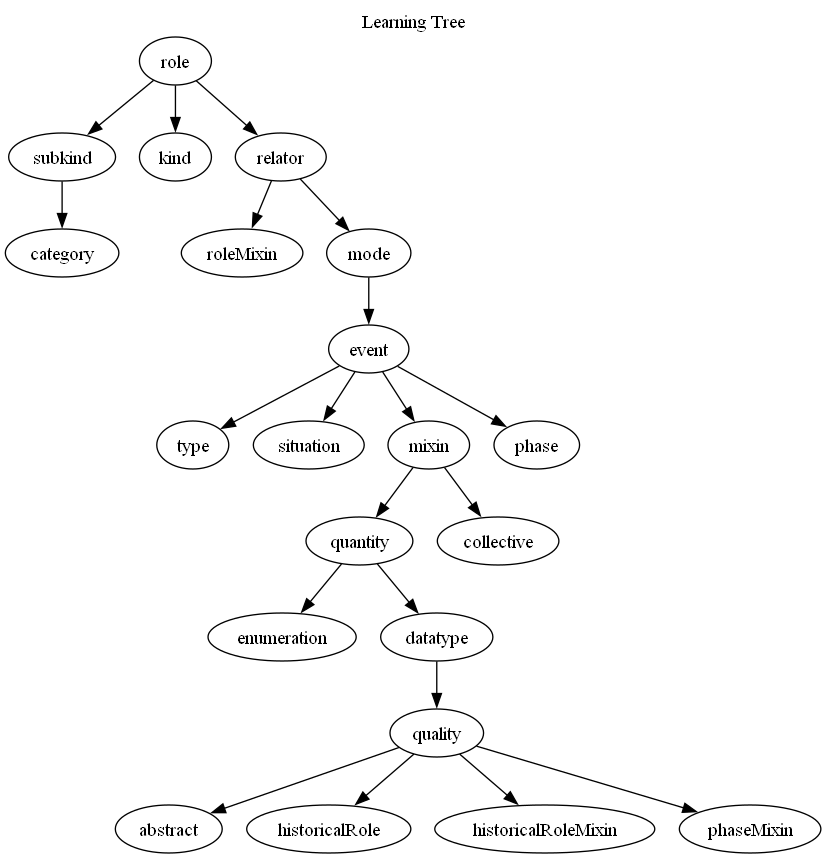 Learning Tree
role
subkind
kind
relator
category
roleMixin
mode
event
type
situation
mixin
phase
quantity
collective
enumeration
datatype
quality
abstract
historicalRole
historicalRoleMixin
phaseMixin